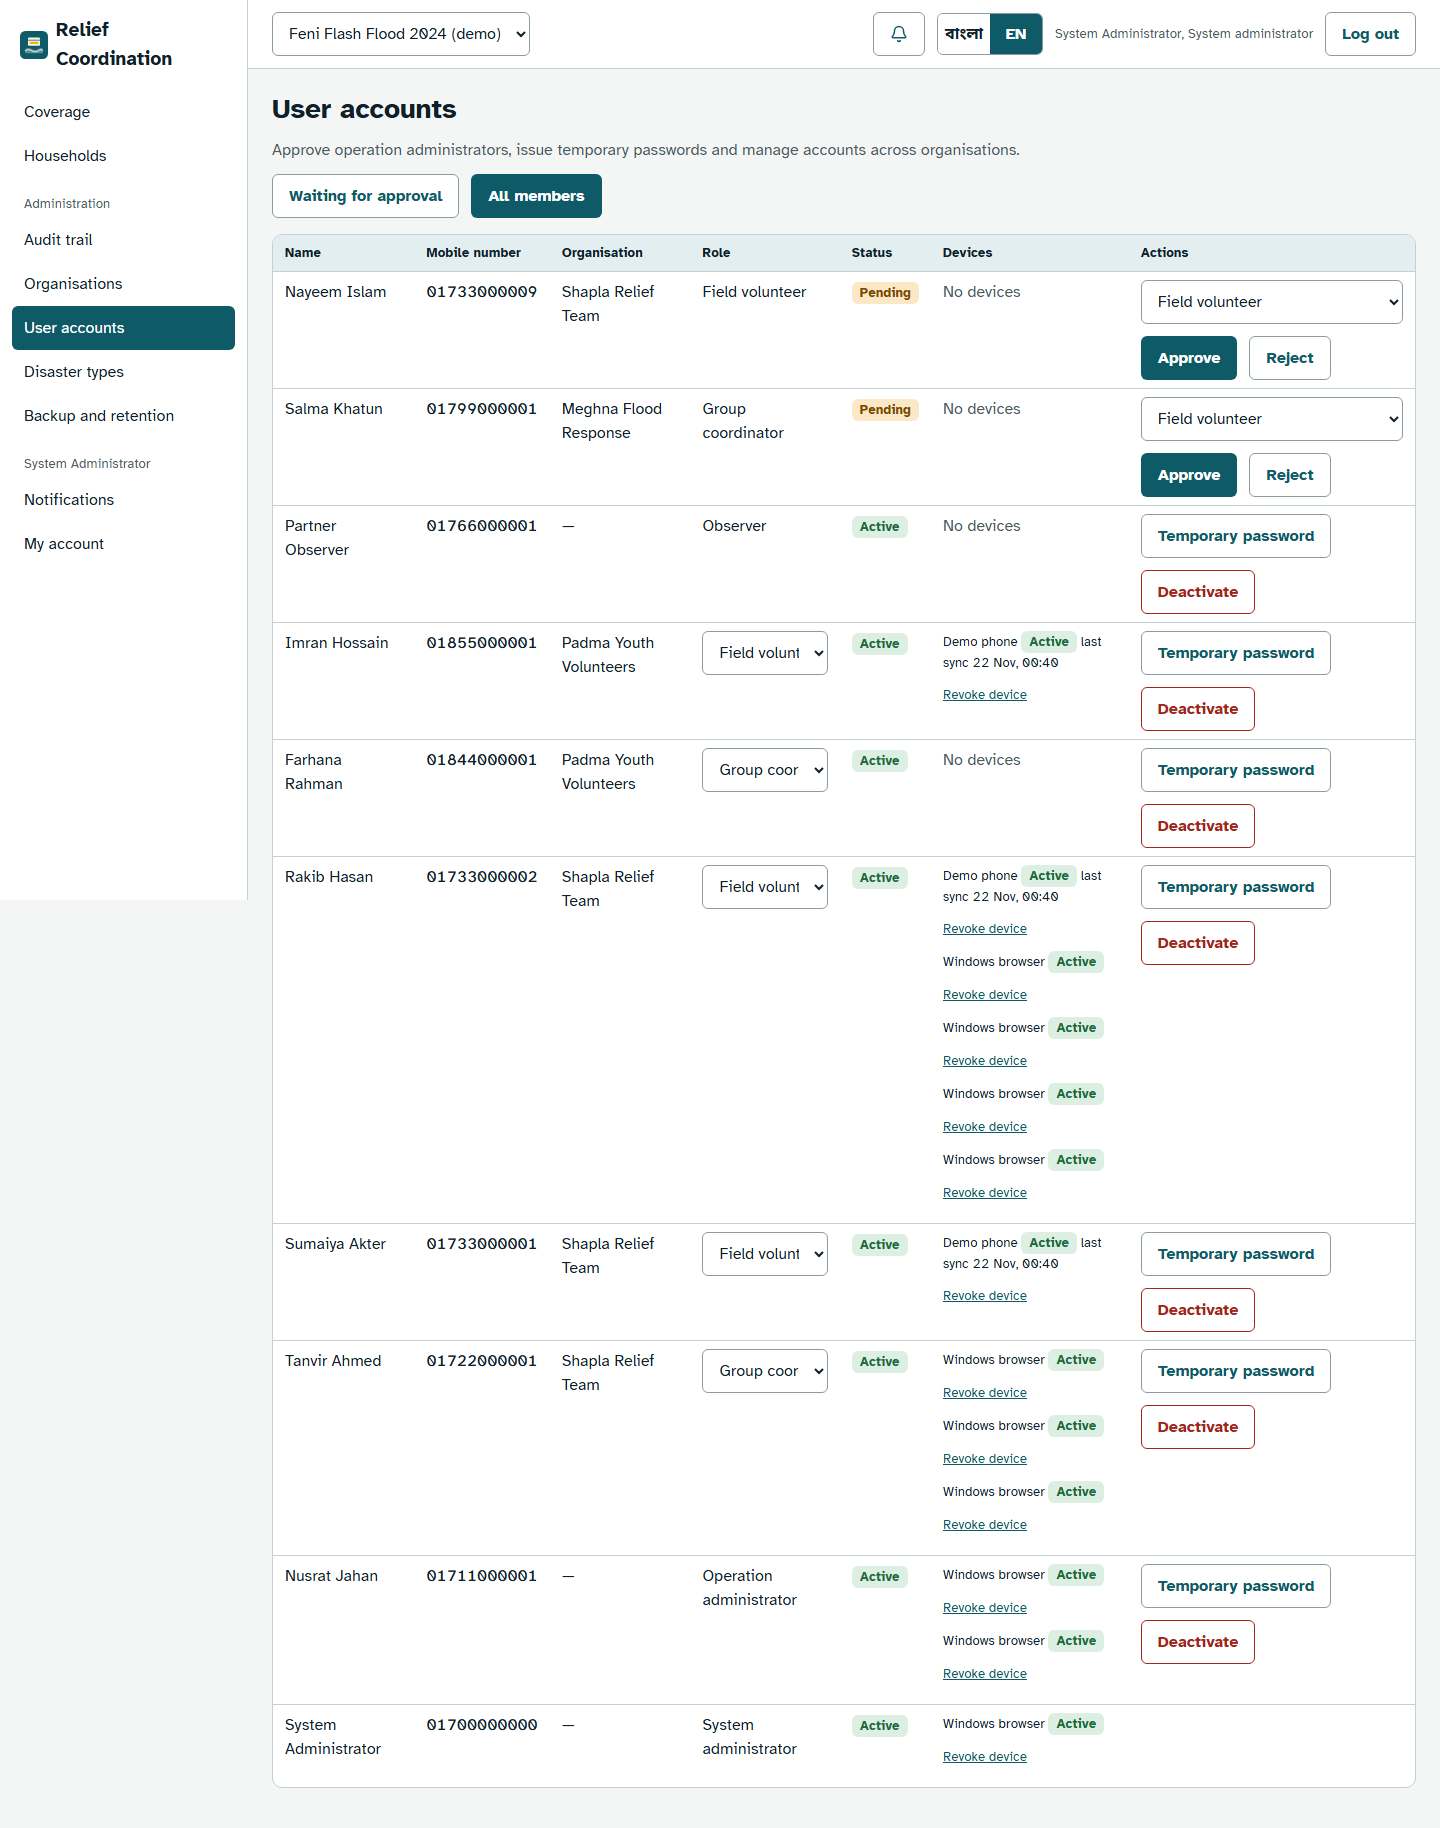 Relief
Coordination
Feni Flash Flood 2024 (demo)
বাংলা
EN
System Administrator, System administrator
Log out
Coverage
Households
Administration
Audit trail
Organisations
User accounts
Disaster types
Backup and retention
System Administrator
Notifications
My account
User accounts
Approve operation administrators, issue temporary passwords and manage accounts across organisations.
Waiting for approval
All members
Name Mobile number Organisation Role Status Devices Actions
Nayeem Islam 01733000009 Shapla Relief Field volunteer Pending No devices Field volunteer
Team
Approve Reject
Salma Khatun 01799000001 Meghna Flood Group Pending No devices Field volunteer
Response coordinator
Approve Reject
Partner 01766000001 — Observer Active No devices Temporary password
Observer
Deactivate
Imran Hossain 01855000001 Padma Youth Field volunt Active Demo phone Active last Temporary password
Volunteers sync 22 Nov, 00:40
Revoke device Deactivate
Farhana 01844000001 Padma Youth Group coor Active No devices Temporary password
Rahman Volunteers
Deactivate
Rakib Hasan 01733000002 Shapla Relief Field volunt Active Demo phone Active last Temporary password
Team sync 22 Nov, 00:40
Revoke device Deactivate
Windows browser Active
Revoke device
Windows browser Active
Revoke device
Windows browser Active
Revoke device
Windows browser Active
Revoke device
Sumaiya Akter 01733000001 Shapla Relief Field volunt Active Demo phone Active last Temporary password
Team sync 22 Nov, 00:40
Revoke device Deactivate
Tanvir Ahmed 01722000001 Shapla Relief Group coor Active Windows browser Active Temporary password
Team Revoke device
Windows browser Active Deactivate
Revoke device
Windows browser Active
Revoke device
Nusrat Jahan 01711000001 — Operation Active Windows browser Active Temporary password
administrator Revoke device
Windows browser Active Deactivate
Revoke device
System 01700000000 — System Active Windows browser Active
Administrator administrator Revoke device